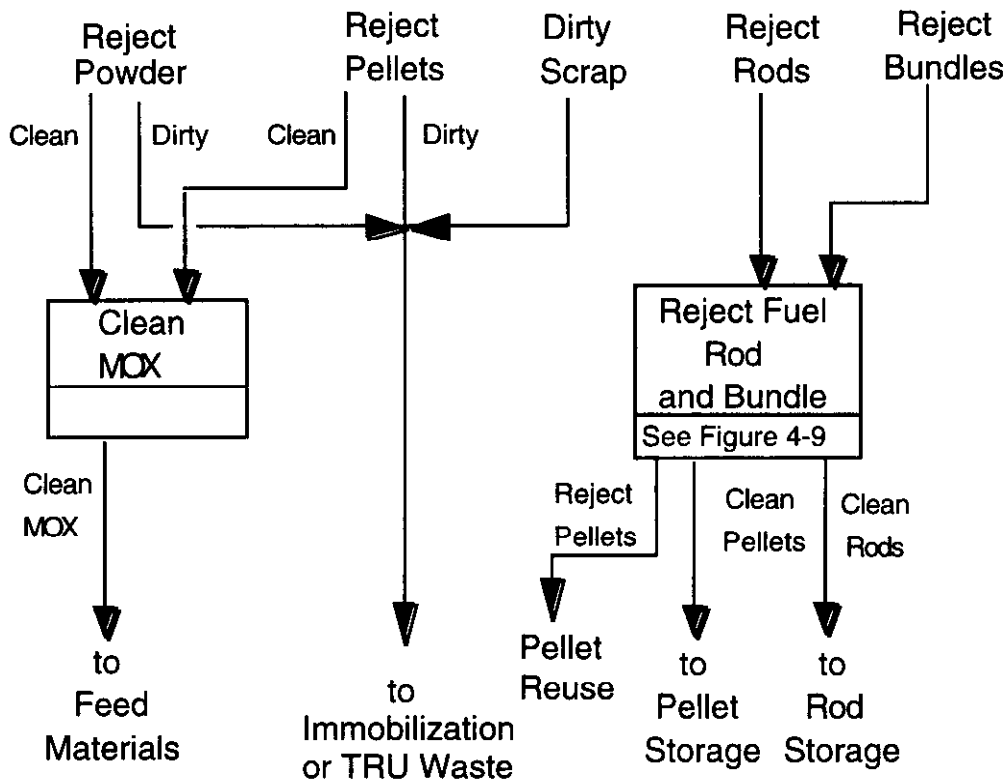 Reject
Powder
Reject
Pellets
Dirty
Scrap
Reject
Rods
Reject
Bundles
Clean
Dirty
Clean
Dirty
Clean
MOX
Reject Fuel
Rod
and Bundle
See Figure 4-9
Clean
MOX
Reject
Pellets
Clean
Pellets
Clean
Rods
to
Feed
Materials
to
Immobilization
or TRU Waste
Pellet
Reuse
to
Pellet
Storage
to
Rod
Storage